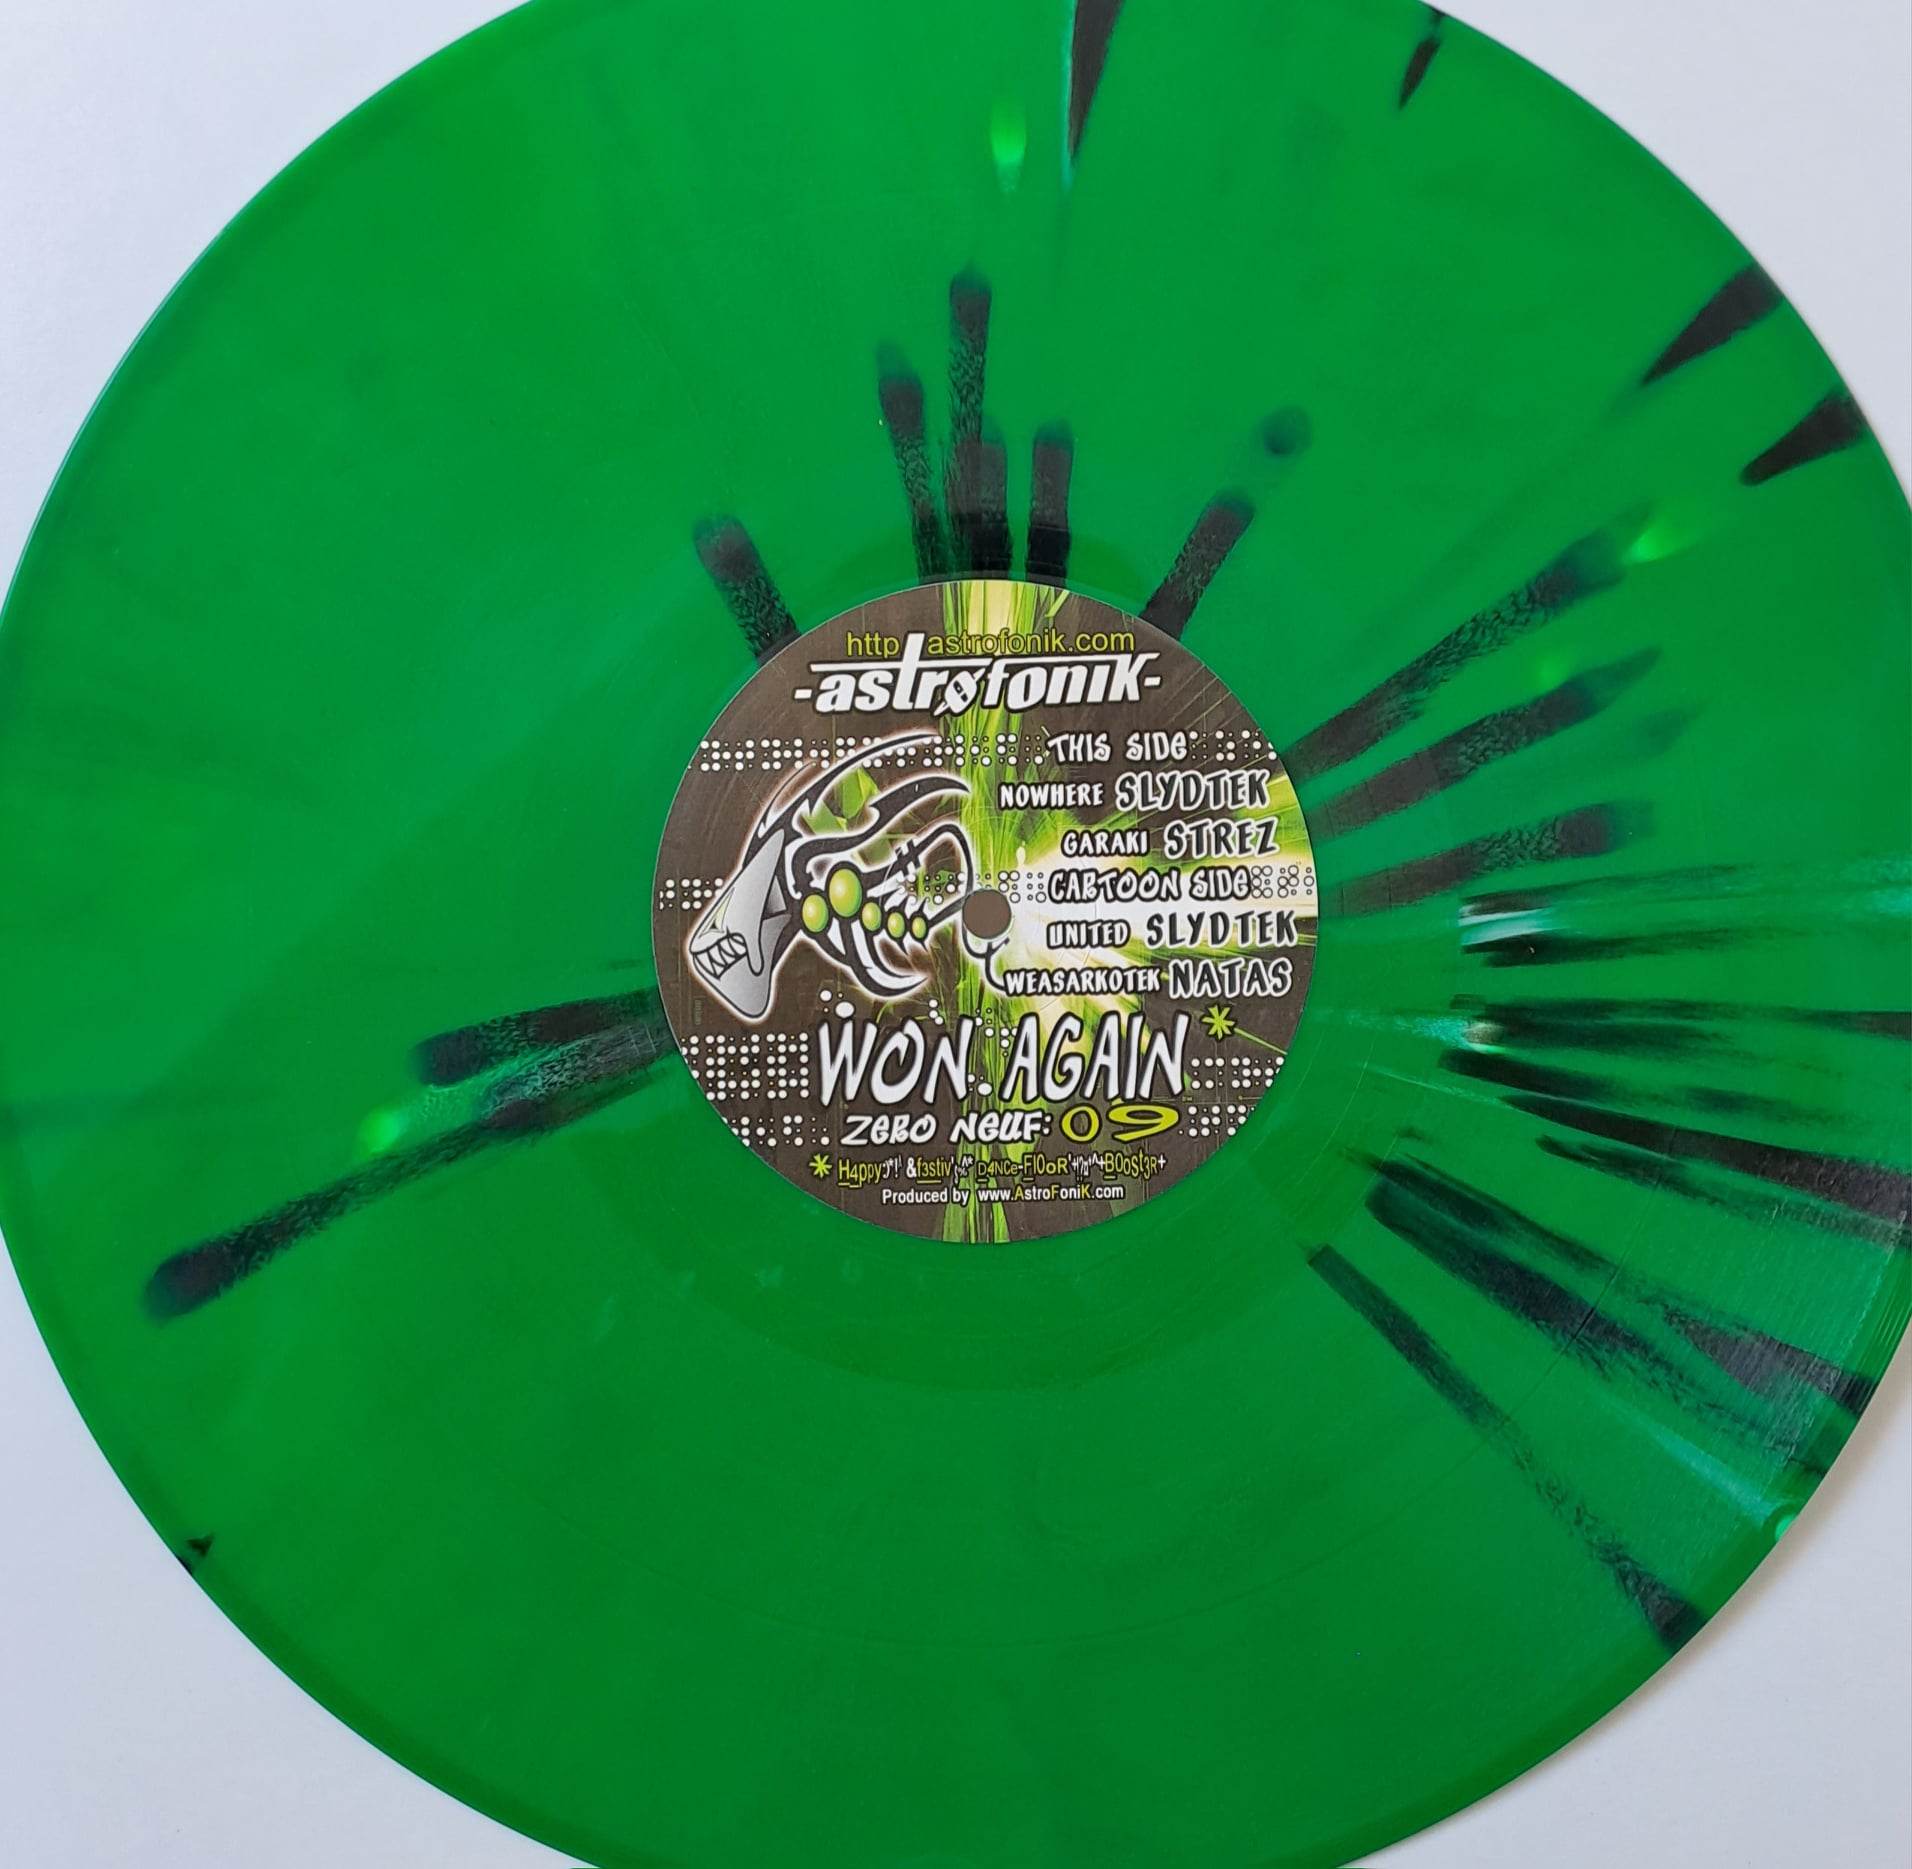 http astrofonik.com
-astrofonik-
THIS SIDE
NOWHERE SLYDTEK
GARAKI STREZ
CARTOON SIDE
UNITED SLYDTEK
WEASARKOTEK NATAS
WON AGAIN*
ZERO NEUF: 09
Produced by www.AstroFoniK.com